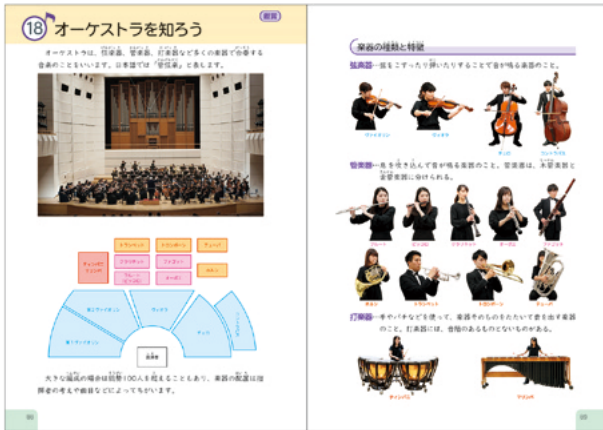 鑑賞
18 オーケストラを知ろう
オーケストラは、弦楽器、管楽器、打楽器など多くの楽器で合奏する
音楽のことをいいます。日本語では「管弦楽」と表します。
トランペット
トロンボーン
テューバ
ティンパニ
クラリネット
ファゴット
ホルン
フルート
オーボエ
第2ヴァイオリン
ヴィオラ
第1ヴァイオリン
チェロ
指揮者
大きな編成の場合は総勢100人を超えることもあり、楽器の配置は指
揮者の考えや曲目などによってちがいます。
楽器の種類と特徴
弦楽器…弦をこすったり弾いたりすることで音が鳴る楽器のこと。
ヴァイオリン
ヴィオラ
チェロ
コントラバス
管楽器…息を吹き込んで音が鳴る楽器のこと。管楽器は、木管楽器と
金管楽器に分けられる。
フルート
ピッコロ
クラリネット
オーボエ
ファゴット
ホルン
トランペット
トロンボーン
テューバ
打楽器…手やバチなどを使って、楽器そのものをたたいて音を出す楽器
のこと。打楽器には、音階のあるものとないものがある。
ティンパニ
マリンバ